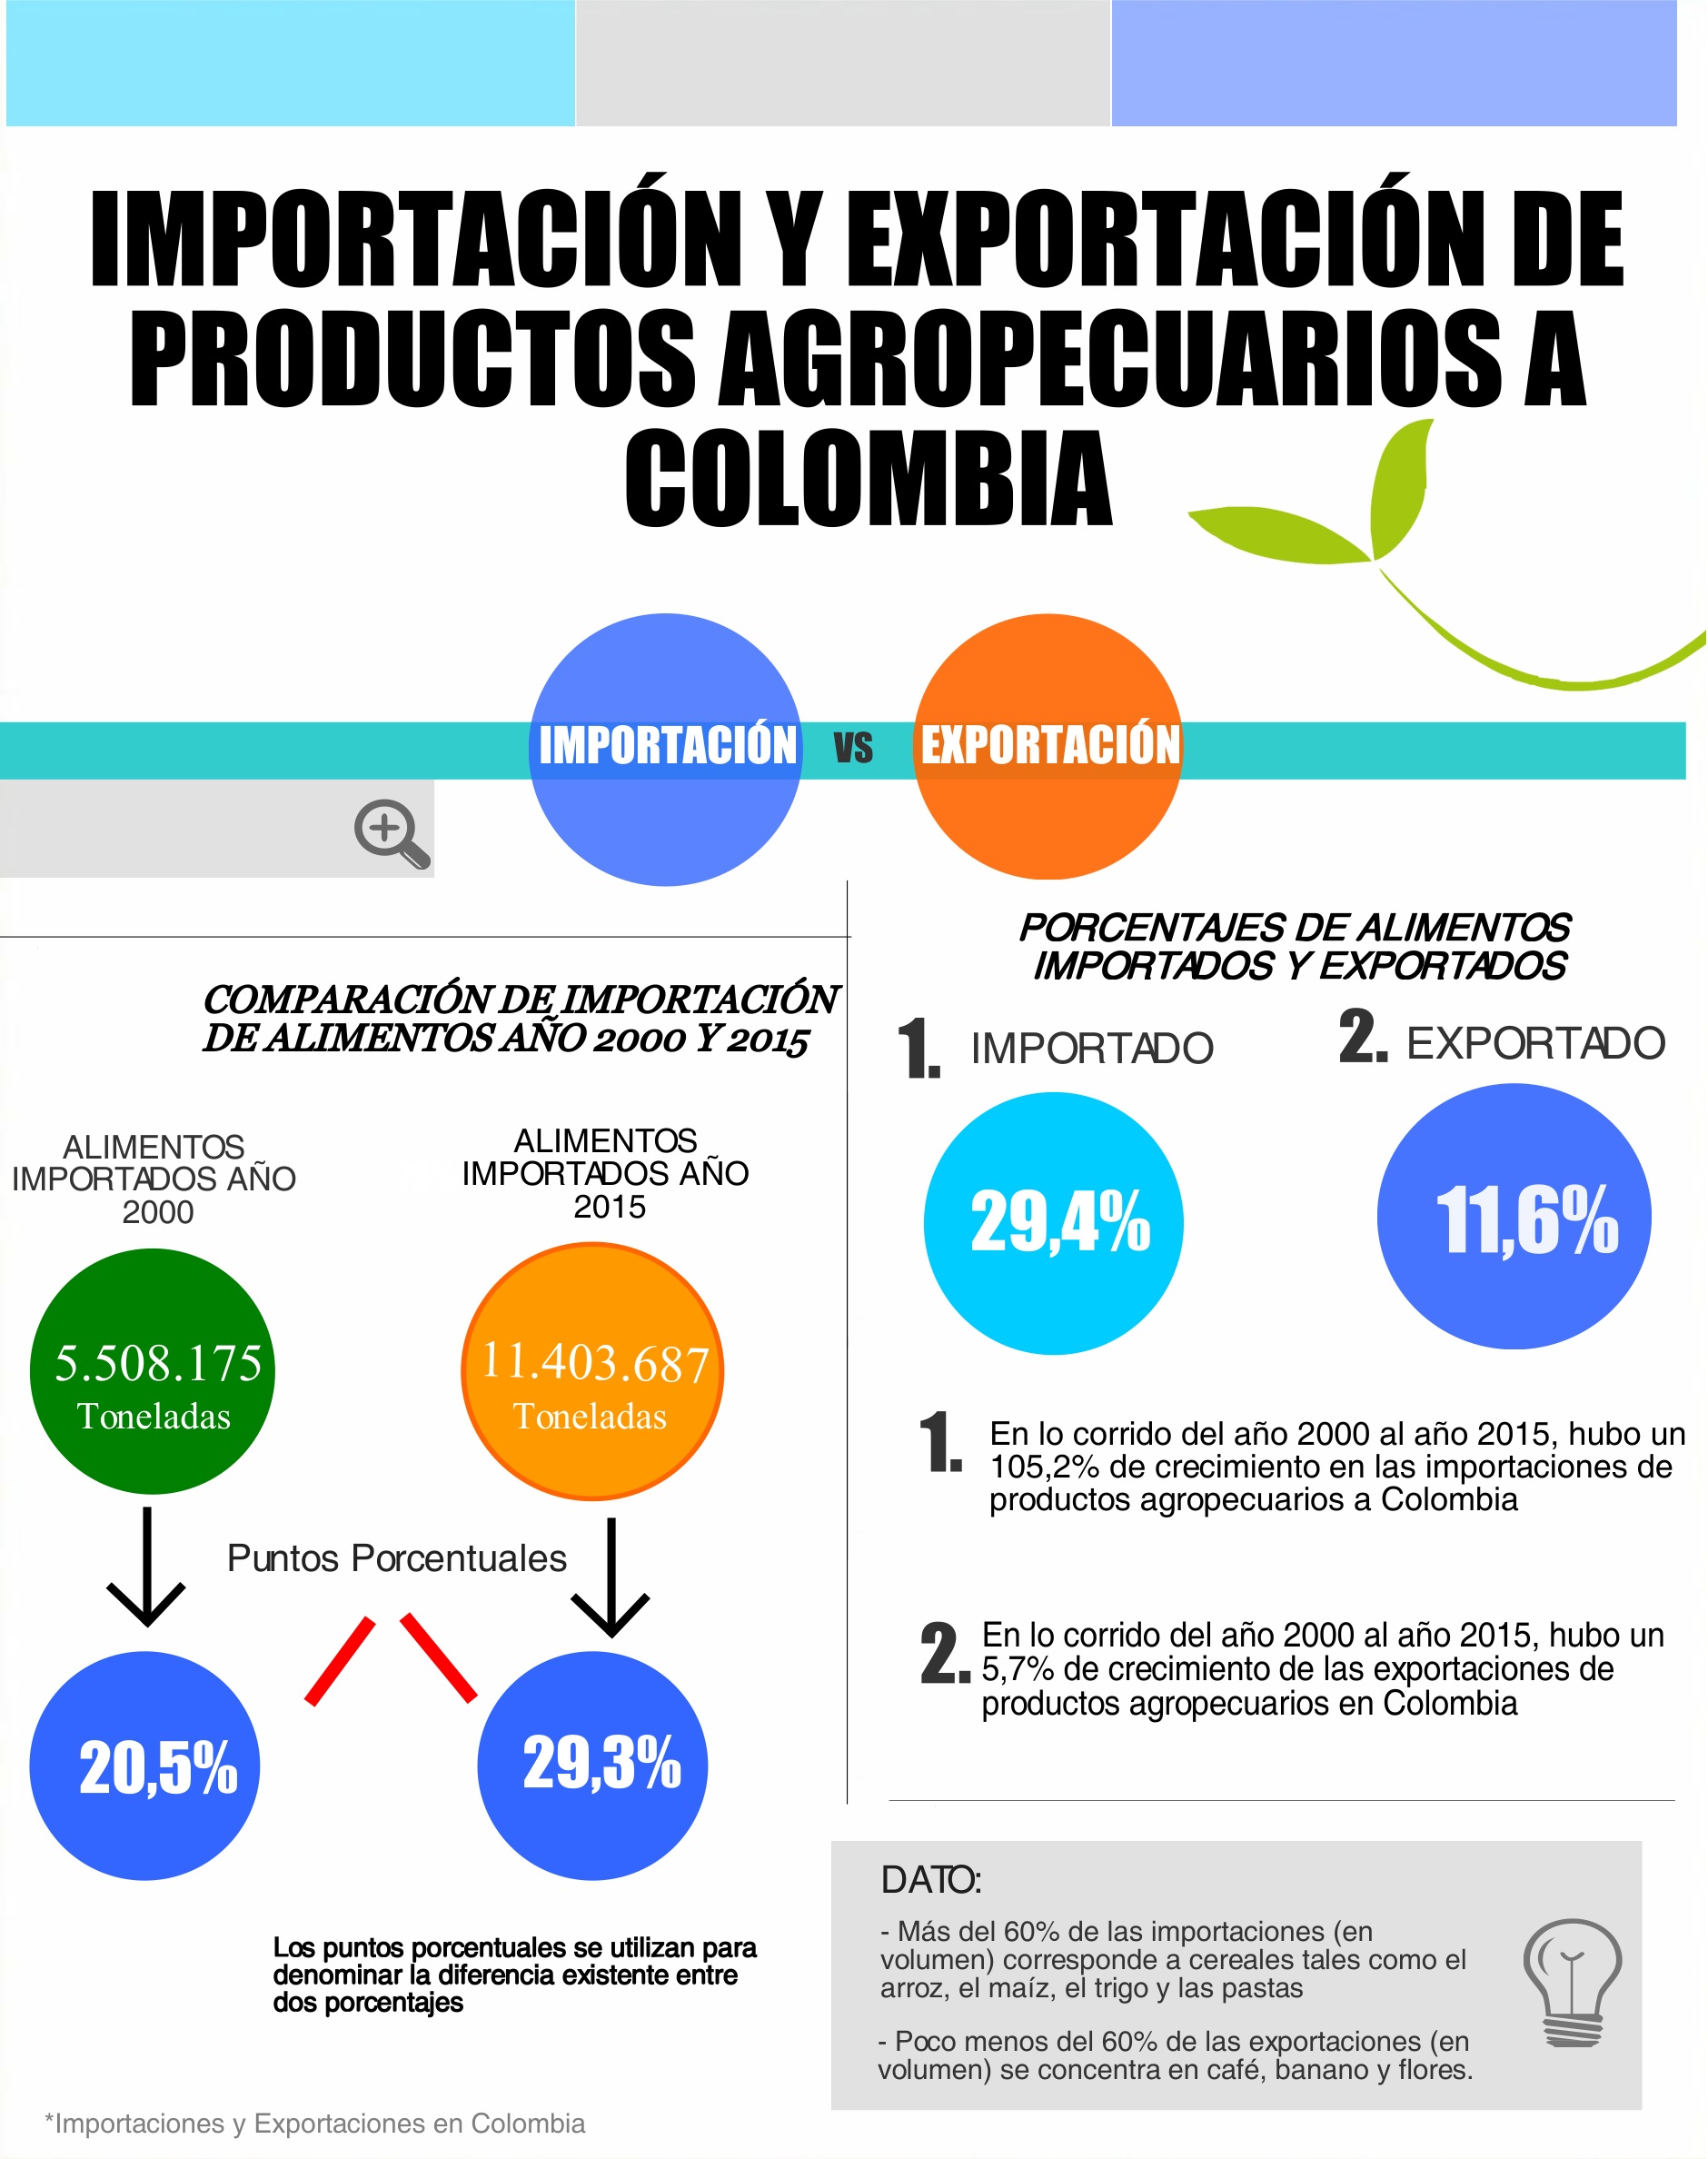 IMPORTACIÓN Y EXPORTACIÓN DE
PRODUCTOS AGROPECUARIOS A
COLOMBIA
IMPORTACIÓN VS EXPORTACIÓN
COMPARACIÓN DE IMPORTACIÓN
DE ALIMENTOS AÑO 2000 Y 2015
ALIMENTOS
IMPORTADOS AÑO
2000
ALIMENTOS
IMPORTADOS AÑO
2015
5.508.175
Toneladas
11.403.687
Toneladas
Puntos Porcentuales
20,5%
29,3%
Los puntos porcentuales se utilizan para
denominar la diferencia existente entre
dos porcentajes
PORCENTAJES DE ALIMENTOS
IMPORTADOS Y EXPORTADOS
1. IMPORTADO
2. EXPORTADO
29,4%
11,6%
1. En lo corrido del año 2000 al año 2015, hubo un
105,2% de crecimiento en las importaciones de
productos agropecuarios a Colombia
2. En lo corrido del año 2000 al año 2015, hubo un
5,7% de crecimiento de las exportaciones de
productos agropecuarios en Colombia
DATO:
- Más del 60% de las importaciones (en
volumen) corresponde a cereales tales como el
arroz, el maíz, el trigo y las pastas
- Poco menos del 60% de las exportaciones (en
volumen) se concentra en café, banano y flores.
*Importaciones y Exportaciones en Colombia